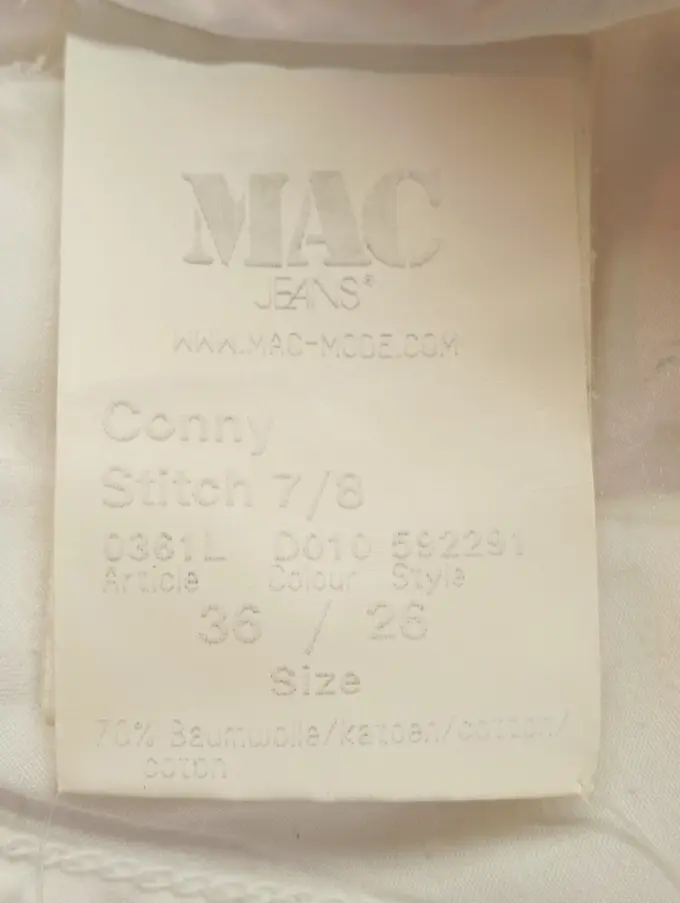 MAC
JEANS®
WWW.MAC-MODE.COM
Conny
Stitch 7/8
0361L D010 592291
Article Colour Style
36 / 26
Size
70% Baumwolle/katoen/cotton/
coton